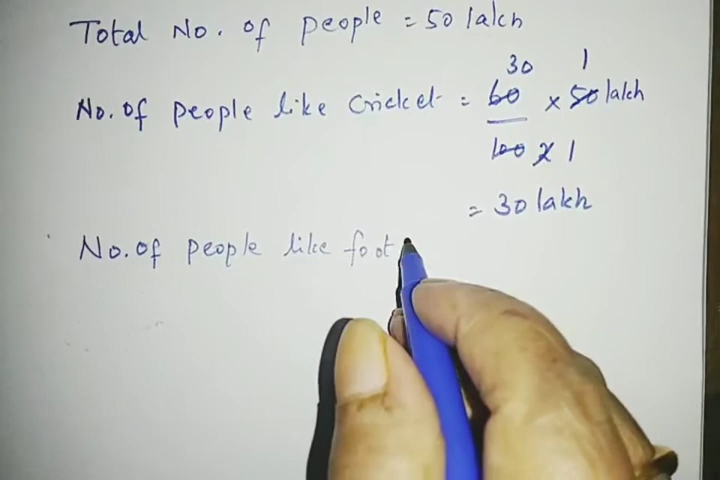 Total No. of people = 50 lakh
30 1
No. of people like Cricket = 60 × 50 lakh
100 2 1
= 30 lakh
No. of people like foot